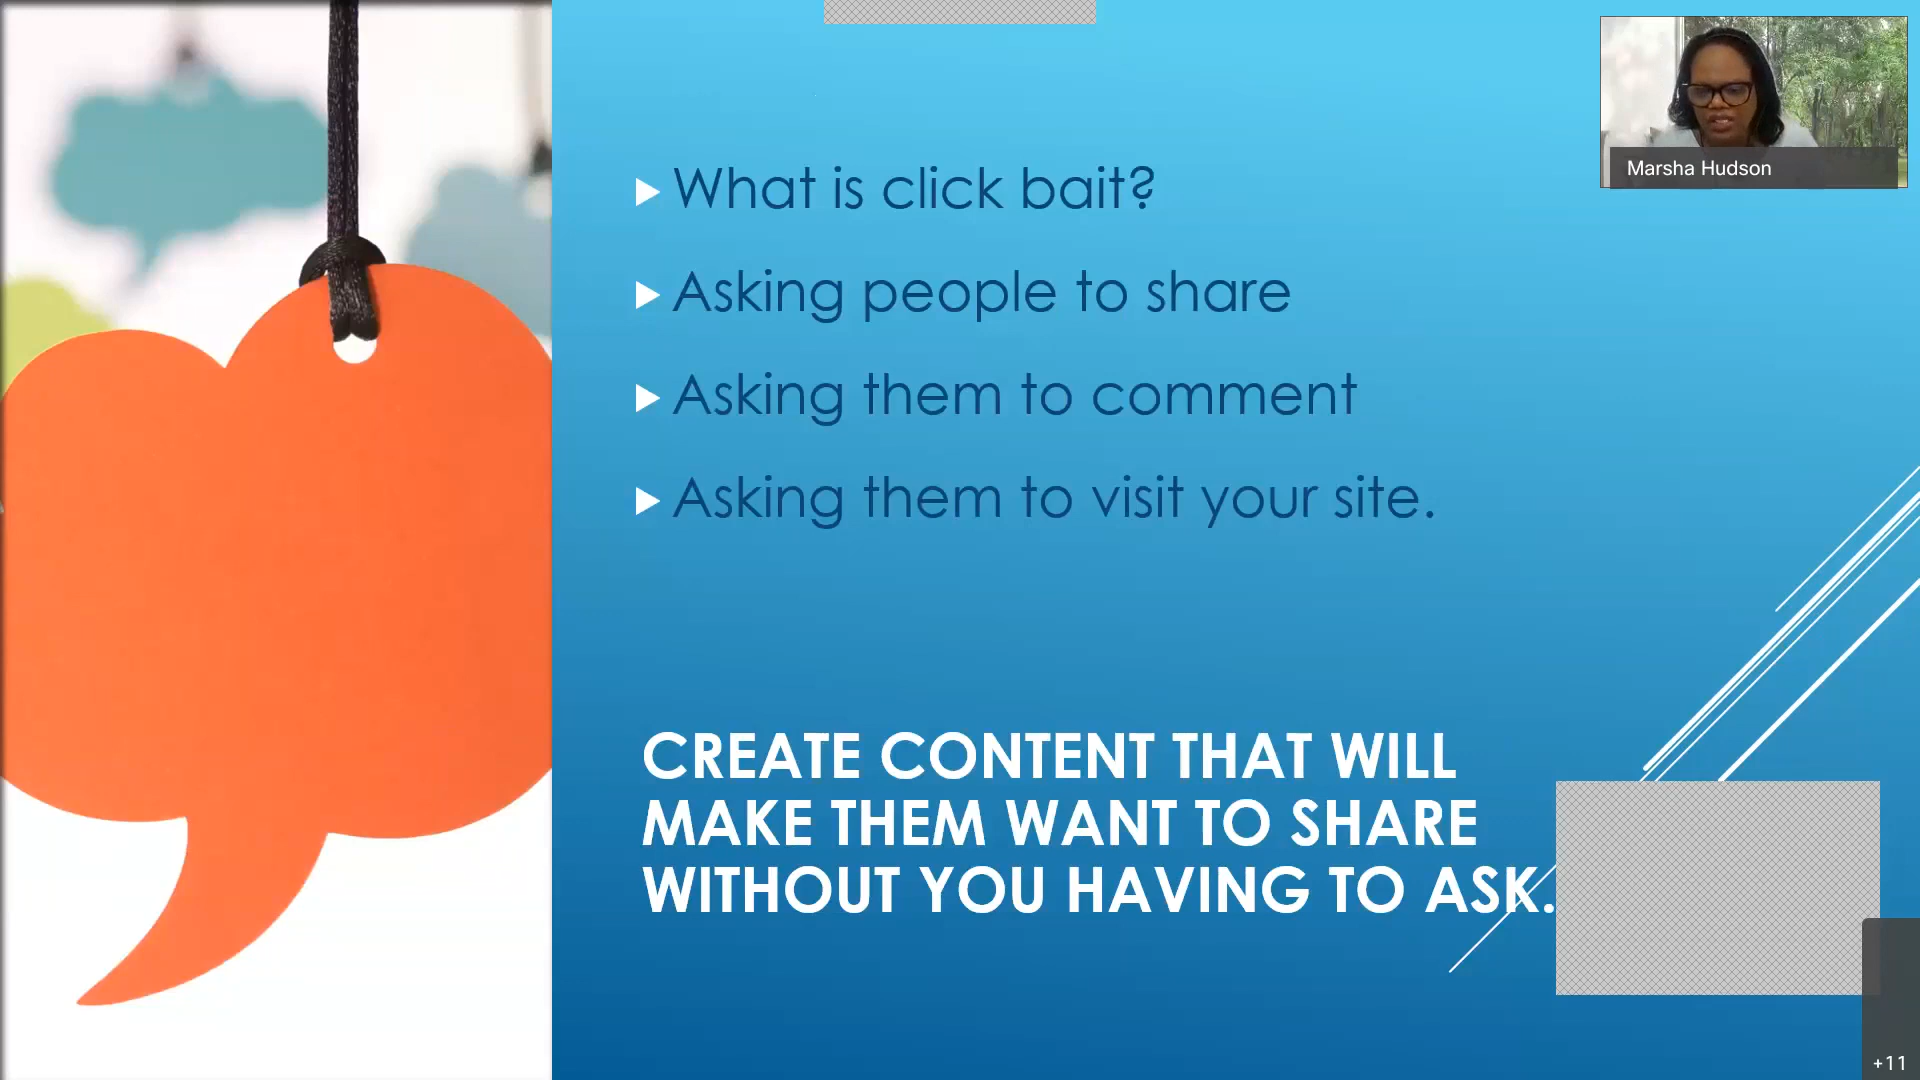 What is click bait?
Asking people to share
Asking them to comment
Asking them to visit your site.
CREATE CONTENT THAT WILL
MAKE THEM WANT TO SHARE
WITHOUT YOU HAVING TO ASK.
Marsha Hudson
+11